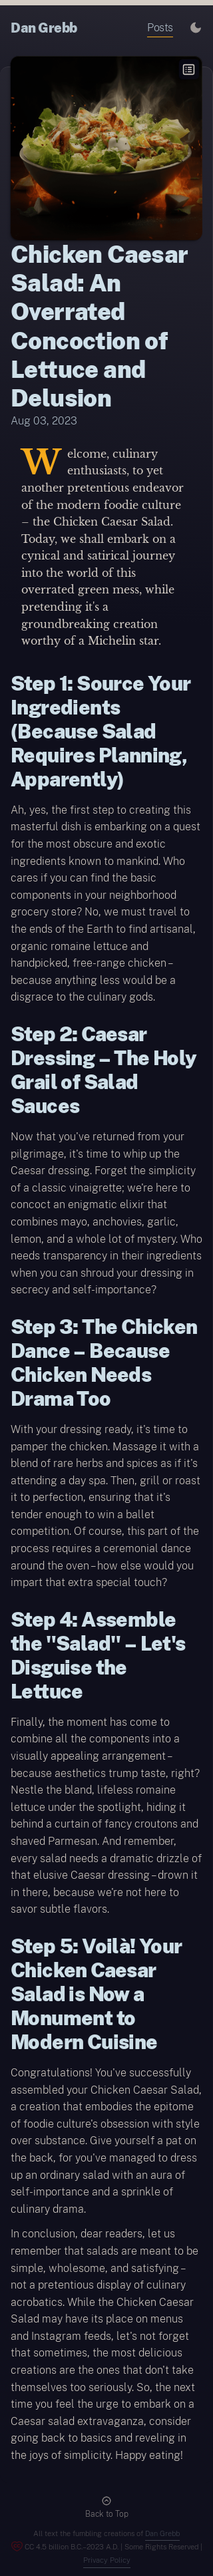 Dan Grebb
Posts
Chicken Caesar
Salad: An
Overrated
Concoction of
Lettuce and
Delusion
Aug 03, 2023
Welcome, culinary
enthusiasts, to yet
another pretentious endeavor
of the modern foodie culture
– the Chicken Caesar Salad.
Today, we shall embark on a
cynical and satirical journey
into the world of this
overrated green mess, while
pretending it's a
groundbreaking creation
worthy of a Michelin star.
Step 1: Source Your
Ingredients
(Because Salad
Requires Planning,
Apparently)
Ah, yes, the first step to creating this
masterful dish is embarking on a quest
for the most obscure and exotic
ingredients known to mankind. Who
cares if you can find the basic
components in your neighborhood
grocery store? No, we must travel to
the ends of the Earth to find artisanal,
organic romaine lettuce and
handpicked, free-range chicken –
because anything less would be a
disgrace to the culinary gods.
Step 2: Caesar
Dressing – The Holy
Grail of Salad
Sauces
Now that you've returned from your
pilgrimage, it's time to whip up the
Caesar dressing. Forget the simplicity
of a classic vinaigrette; we're here to
concoct an enigmatic elixir that
combines mayo, anchovies, garlic,
lemon, and a whole lot of mystery. Who
needs transparency in their ingredients
when you can shroud your dressing in
secrecy and self-importance?
Step 3: The Chicken
Dance – Because
Chicken Needs
Drama Too
With your dressing ready, it's time to
pamper the chicken. Massage it with a
blend of rare herbs and spices as if it's
attending a day spa. Then, grill or roast
it to perfection, ensuring that it's
tender enough to win a ballet
competition. Of course, this part of the
process requires a ceremonial dance
around the oven – how else would you
impart that extra special touch?
Step 4: Assemble
the "Salad" – Let's
Disguise the
Lettuce
Finally, the moment has come to
combine all the components into a
visually appealing arrangement –
because aesthetics trump taste, right?
Nestle the bland, lifeless romaine
lettuce under the spotlight, hiding it
behind a curtain of fancy croutons and
shaved Parmesan. And remember,
every salad needs a dramatic drizzle of
that elusive Caesar dressing – drown it
in there, because we're not here to
savor subtle flavors.
Step 5: Voilà! Your
Chicken Caesar
Salad is Now a
Monument to
Modern Cuisine
Congratulations! You've successfully
assembled your Chicken Caesar Salad,
a creation that embodies the epitome
of foodie culture's obsession with style
over substance. Give yourself a pat on
the back, for you've managed to dress
up an ordinary salad with an aura of
self-importance and a sprinkle of
culinary drama.
In conclusion, dear readers, let us
remember that salads are meant to be
simple, wholesome, and satisfying –
not a pretentious display of culinary
acrobatics. While the Chicken Caesar
Salad may have its place on menus
and Instagram feeds, let's not forget
that sometimes, the most delicious
creations are the ones that don't take
themselves too seriously. So, the next
time you feel the urge to embark on a
Caesar salad extravaganza, consider
going back to basics and reveling in
the joys of simplicity. Happy eating!
Back to Top
All text the fumbling creations of Dan Grebb
CC 4.5 billion B.C.–2023 A.D. | Some Rights Reserved |
Privacy Policy